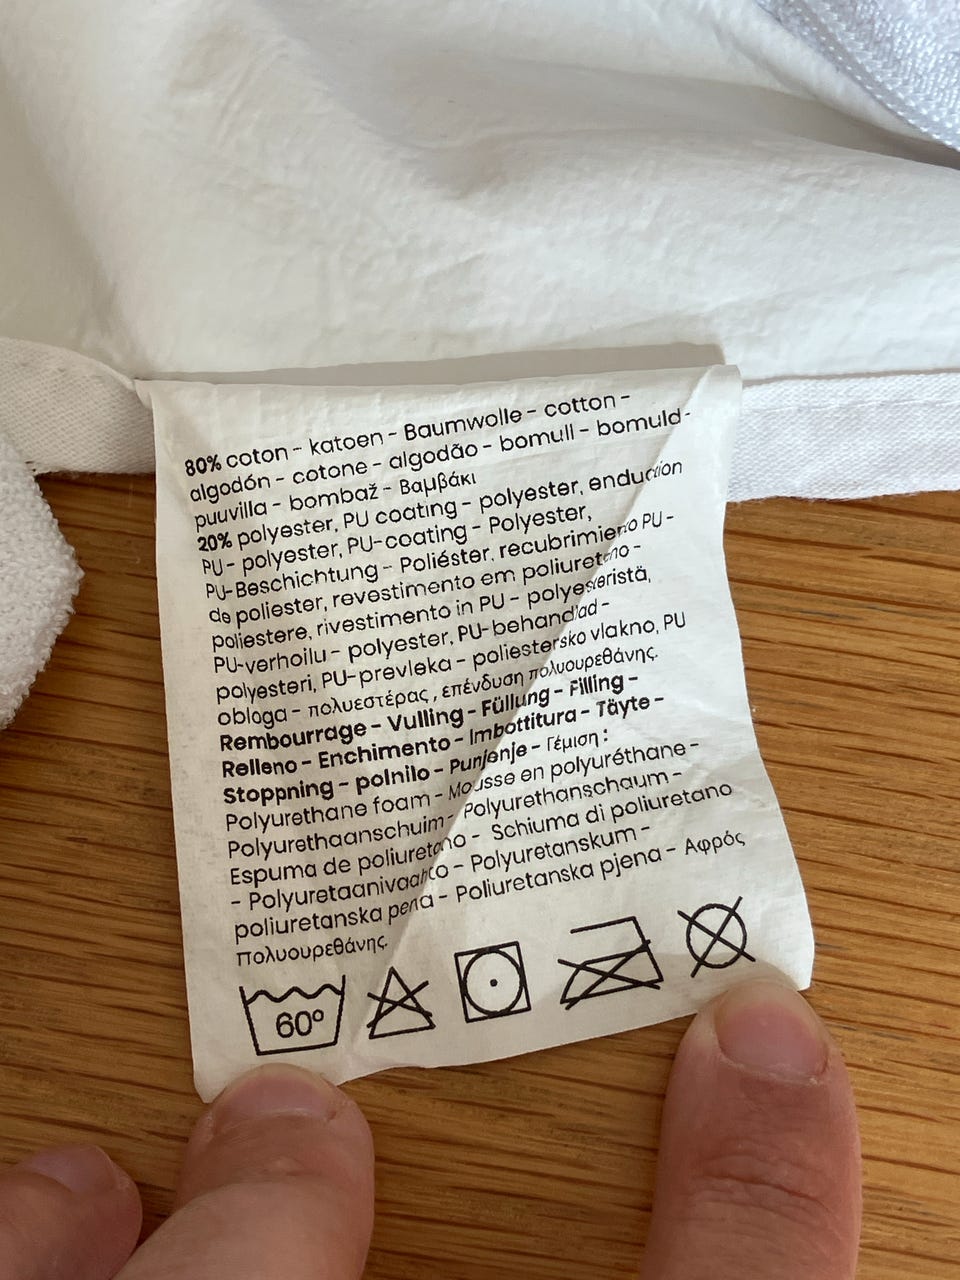 80% coton - katoen - Baumwolle - cotton -
algodón - cotone - algodão - bomull - bomuld -
puuvilla - bombaž - Βαμβάκι
20% polyester, PU coating - polyester, enduction
PU - polyester, PU-coating - Polyester,
PU-Beschichtung - Poliéster, recubrimiento PU -
de poliester, revestimento em poliuretano -
poliestere, rivestimento in PU - polyesteristä,
PU-verhoilu - polyester, PU-behandlad -
polyesteri, PU-prevleka - poliestersko vlakno, PU
obloga - πολυεστέρας , επένδυση πολυουρεθάνης.
Rembourrage - Vulling - Füllung - Filling -
Relleno - Enchimento - Imbottitura - Täyte -
Stoppning - polnilo - Punjenje - Γέμιση :
Polyurethane foam - Mousse en polyuréthane -
Polyurethaanschuim - Polyurethanschaum -
Espuma de poliuretano - Schiuma di poliuretano
- Polyuretaanivaahto - Polyuretanskum -
poliuretanska pena - Poliuretanska pjena - Αφρός
πολυουρεθάνης.
60°